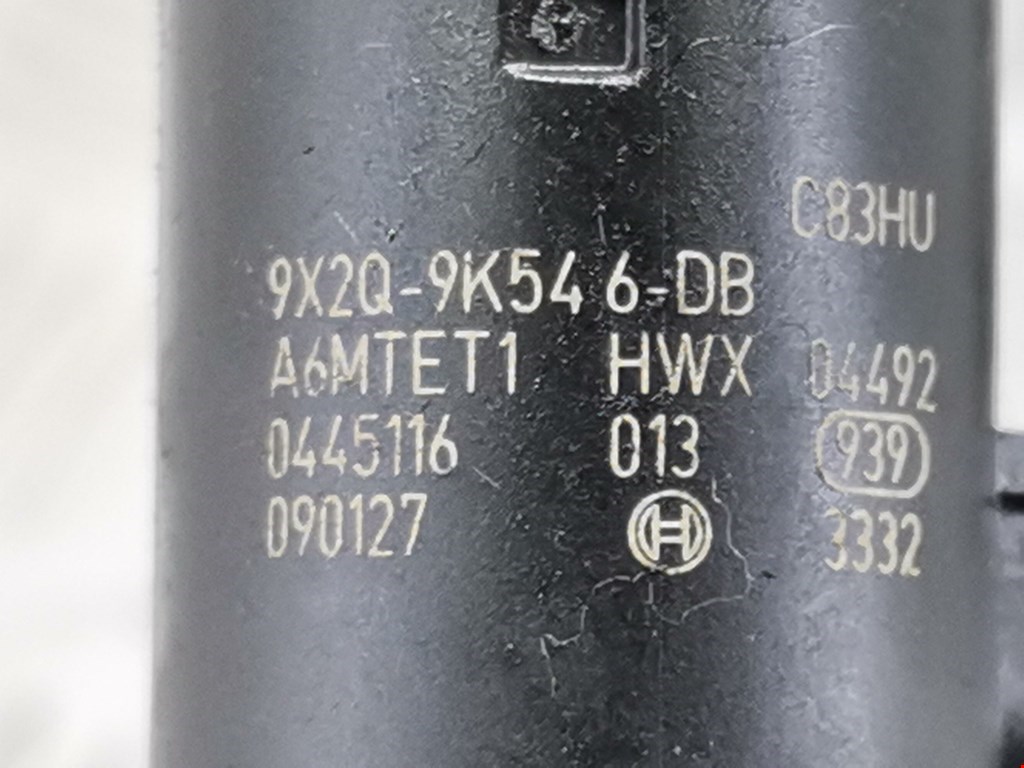 C83HU
9X2Q-9K546-DB
A6MTET1 HWX 04492
0445116 013 939
090127 3332